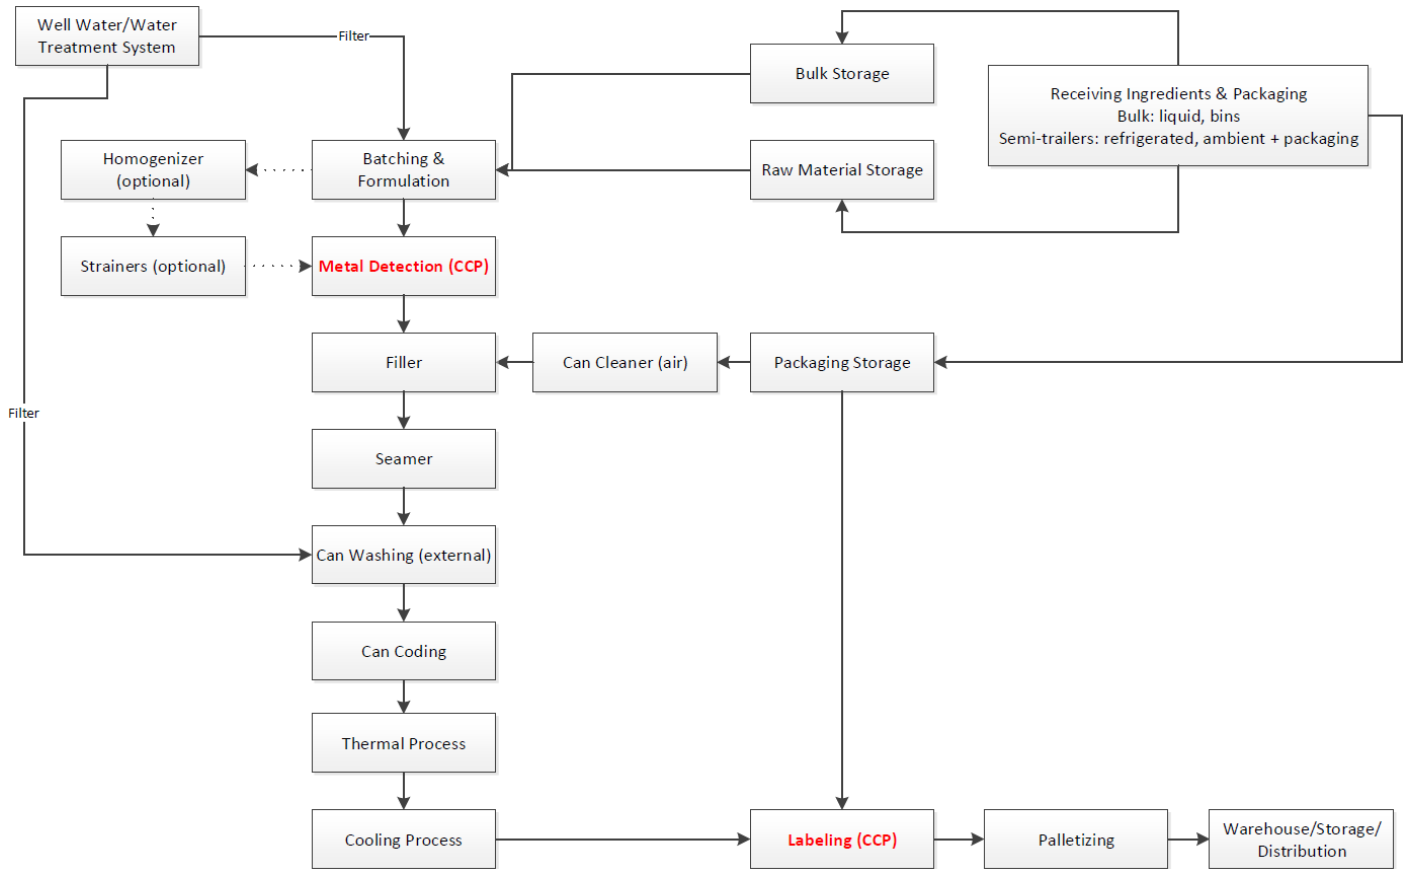 Well Water/Water
Treatment System
Filter
Bulk Storage
Receiving Ingredients & Packaging
Bulk: liquid, bins
Semi-trailers: refrigerated, ambient + packaging
Homogenizer
(optional)
Batching &
Formulation
Raw Material Storage
Strainers (optional)
Metal Detection (CCP)
Filler
Can Cleaner (air)
Packaging Storage
Filter
Seamer
Can Washing (external)
Can Coding
Thermal Process
Cooling Process
Labeling (CCP)
Palletizing
Warehouse/Storage/
Distribution